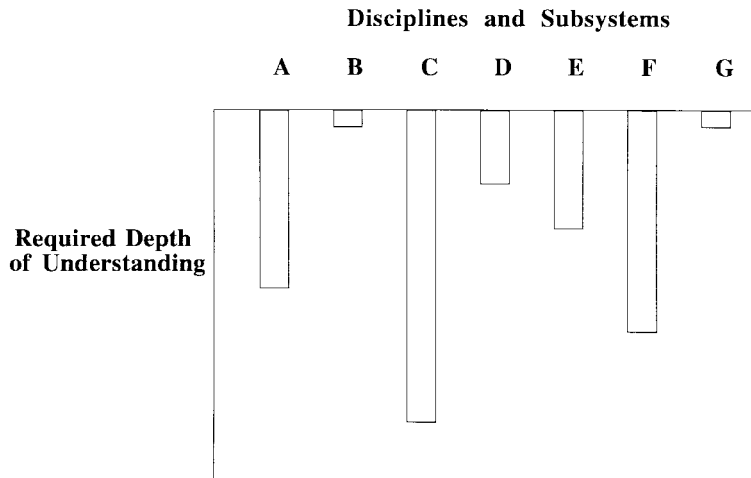 Disciplines and Subsystems
A B C D E F G
Required Depth
of Understanding